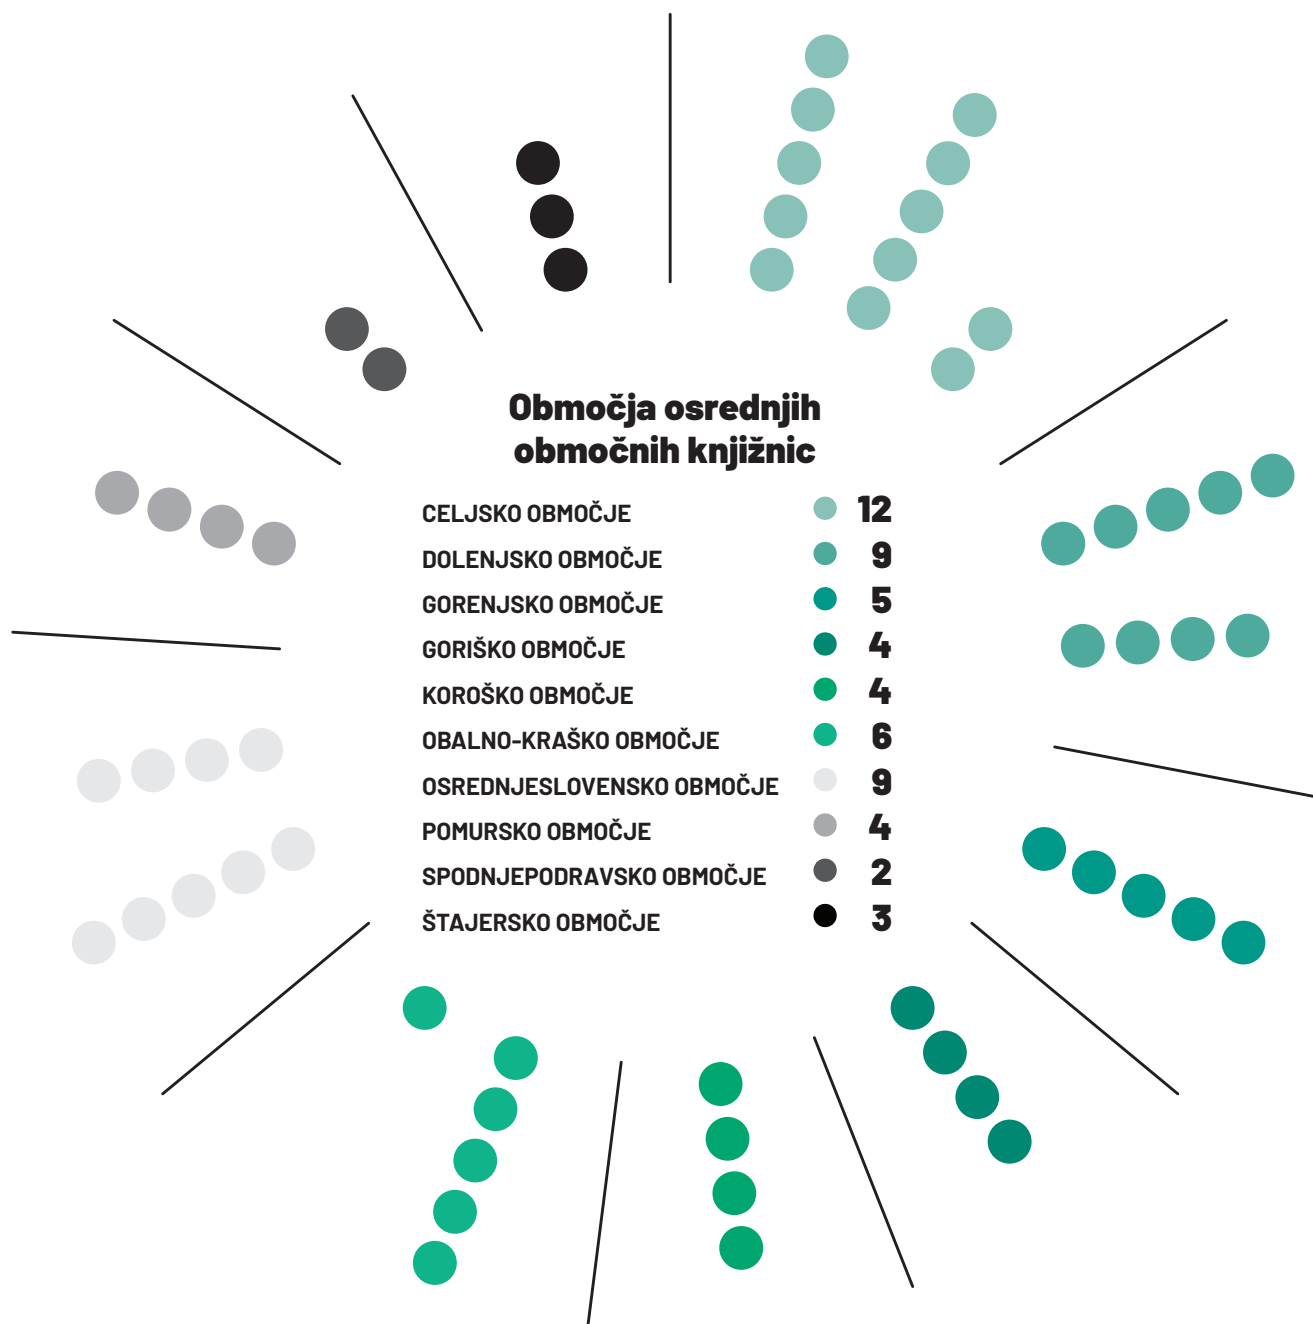 Območja osrednjih
območnih knjižnic
CELJSKO OBMOČJE 12
DOLENJSKO OBMOČJE 9
GORENJSKO OBMOČJE 5
GORIŠKO OBMOČJE 4
KOROŠKO OBMOČJE 4
OBALNO-KRAŠKO OBMOČJE 6
OSREDNJESLOVENSKO OBMOČJE 9
POMURSKO OBMOČJE 4
SPODNJEPODRAVSKO OBMOČJE 2
ŠTAJERSKO OBMOČJE 3